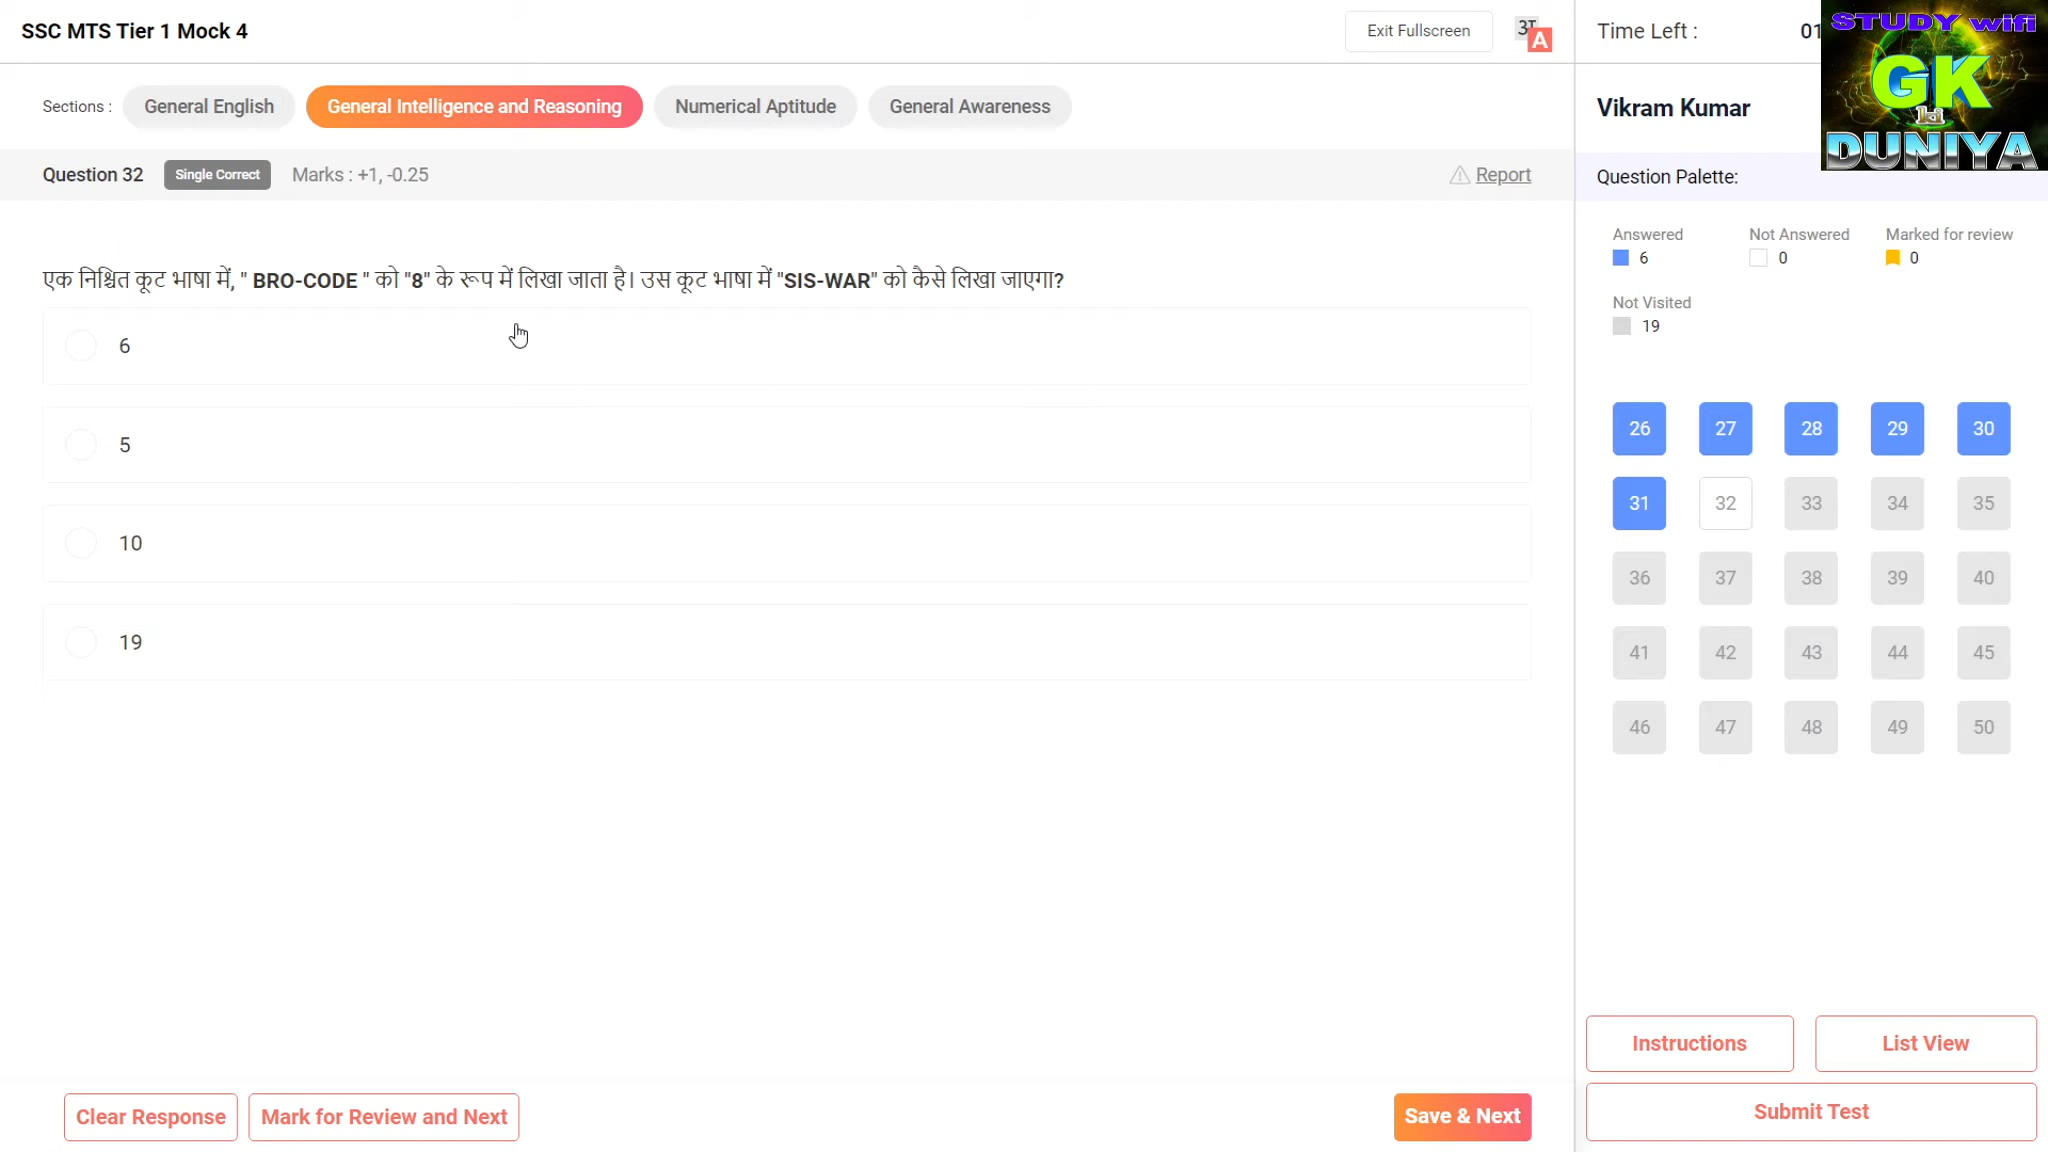 SSC MTS Tier 1 Mock 4
Exit Fullscreen
अ A
Time Left : 01
STUDY wifi
GK
ki
DUNIYA
Sections : General English General Intelligence and Reasoning Numerical Aptitude General Awareness
Vikram Kumar
Question 32 Single Correct Marks : +1, -0.25 Report
Question Palette:
Answered Not Answered Marked for review
6 0 0
Not Visited
19
एक निश्चित कूट भाषा में, " BRO-CODE " को "8" के रूप में लिखा जाता है। उस कूट भाषा में "SIS-WAR" को कैसे लिखा जाएगा?
6
5
10
19
26 27 28 29 30
31 32 33 34 35
36 37 38 39 40
41 42 43 44 45
46 47 48 49 50
Instructions List View
Clear Response Mark for Review and Next Save & Next
Submit Test